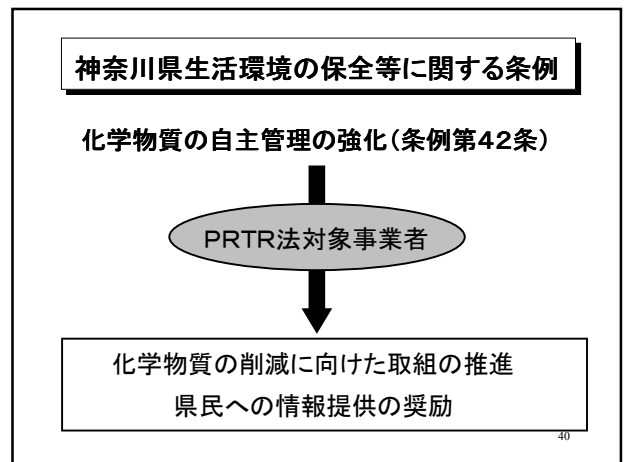 神奈川県生活環境の保全等に関する条例
化学物質の自主管理の強化（条例第４２条）
ＰＲＴＲ法対象事業者
化学物質の削減に向けた取組の推進
県民への情報提供の奨励
40